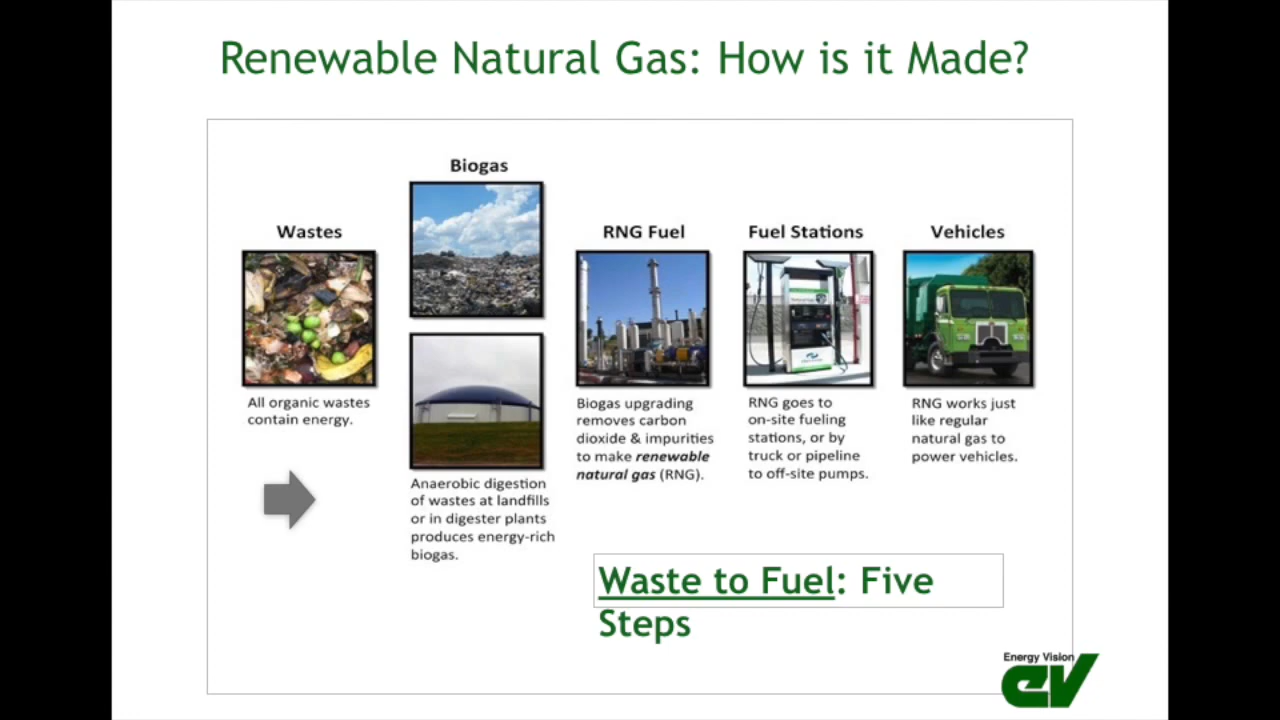 Renewable Natural Gas: How is it Made?
Wastes
All organic wastes
contain energy.
Biogas
Anaerobic digestion
of wastes at landfills
or in digester plants
produces energy-rich
biogas.
RNG Fuel
Biogas upgrading
removes carbon
dioxide & impurities
to make renewable
natural gas (RNG).
Fuel Stations
RNG goes to
on-site fueling
stations, or by
truck or pipeline
to off-site pumps.
Vehicles
RNG works just
like regular
natural gas to
power vehicles.
Waste to Fuel: Five
Steps
Energy Vision
eV